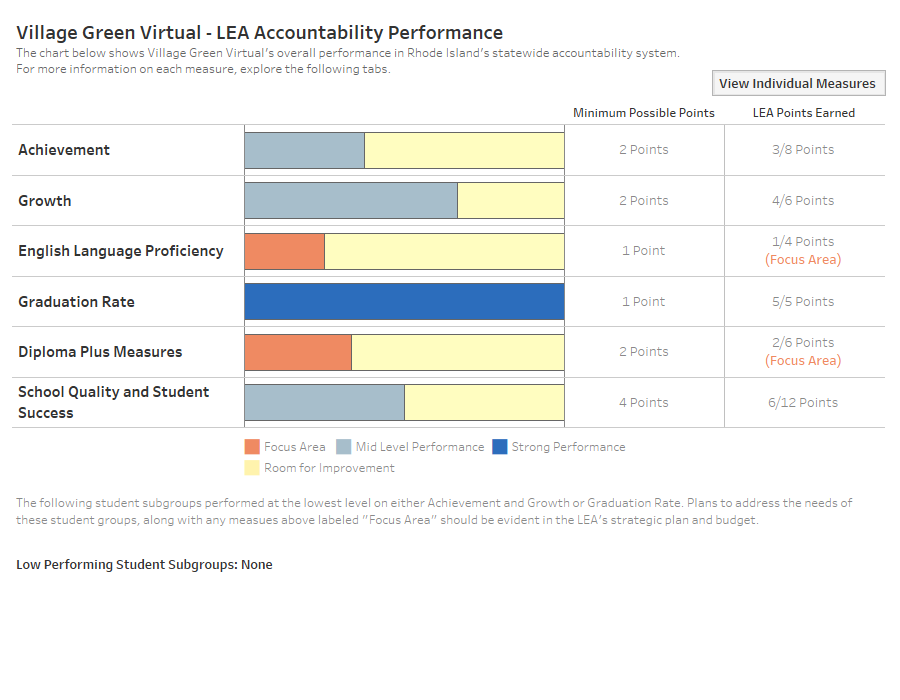 Village Green Virtual - LEA Accountability Performance
The chart below shows Village Green Virtual's overall performance in Rhode Island's statewide accountability system.
For more information on each measure, explore the following tabs.
View Individual Measures
Minimum Possible Points LEA Points Earned
Achievement 2 Points 3/8 Points
Growth 2 Points 4/6 Points
English Language Proficiency 1 Point 1/4 Points
(Focus Area)
Graduation Rate 1 Point 5/5 Points
Diploma Plus Measures 2 Points 2/6 Points
(Focus Area)
School Quality and Student
Success 4 Points 6/12 Points
Focus Area Mid Level Performance Strong Performance
Room for Improvement
The following student subgroups performed at the lowest level on either Achievement and Growth or Graduation Rate. Plans to address the needs of
these student groups, along with any measues above labeled "Focus Area" should be evident in the LEA's strategic plan and budget.
Low Performing Student Subgroups: None